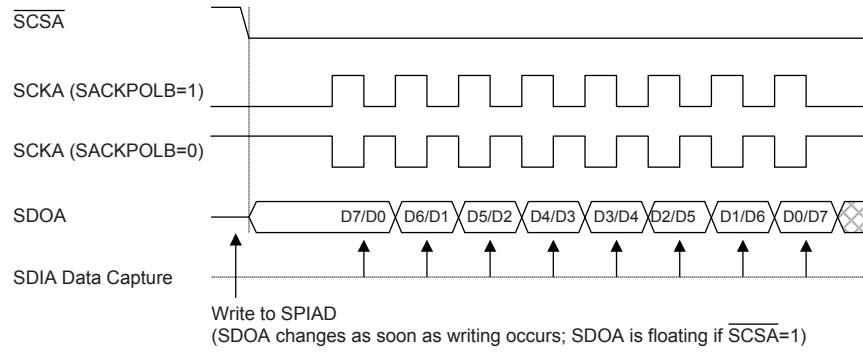 SCSA
SCKA (SACKPOLB=1)
SCKA (SACKPOLB=0)
SDOA
D7/D0 D6/D1 D5/D2 D4/D3 D3/D4 D2/D5 D1/D6 D0/D7
SDIA Data Capture
Write to SPIAD
(SDOA changes as soon as writing occurs; SDOA is floating if SCSA=1)